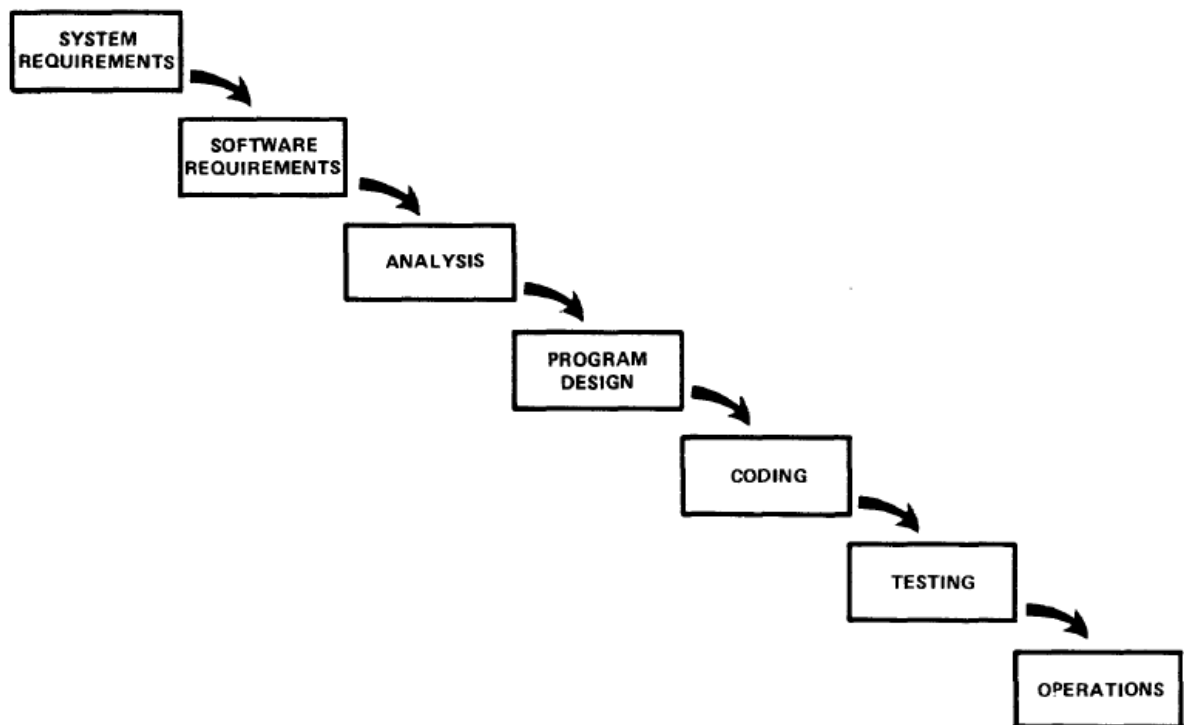 SYSTEM
REQUIREMENTS
SOFTWARE
REQUIREMENTS
ANALYSIS
PROGRAM
DESIGN
CODING
TESTING
OPERATIONS